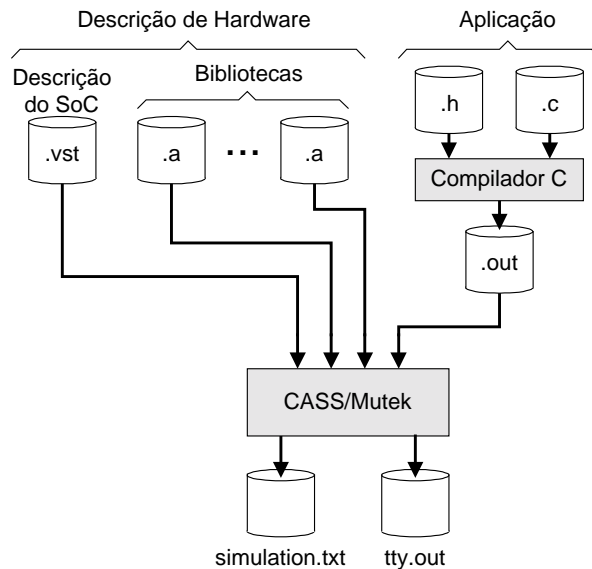 Descrição de Hardware
Aplicação
Descrição
do SoC
Bibliotecas
.vst
.a
...
.a
.h
.c
Compilador C
.out
CASS/Mutek
simulation.txt
tty.out